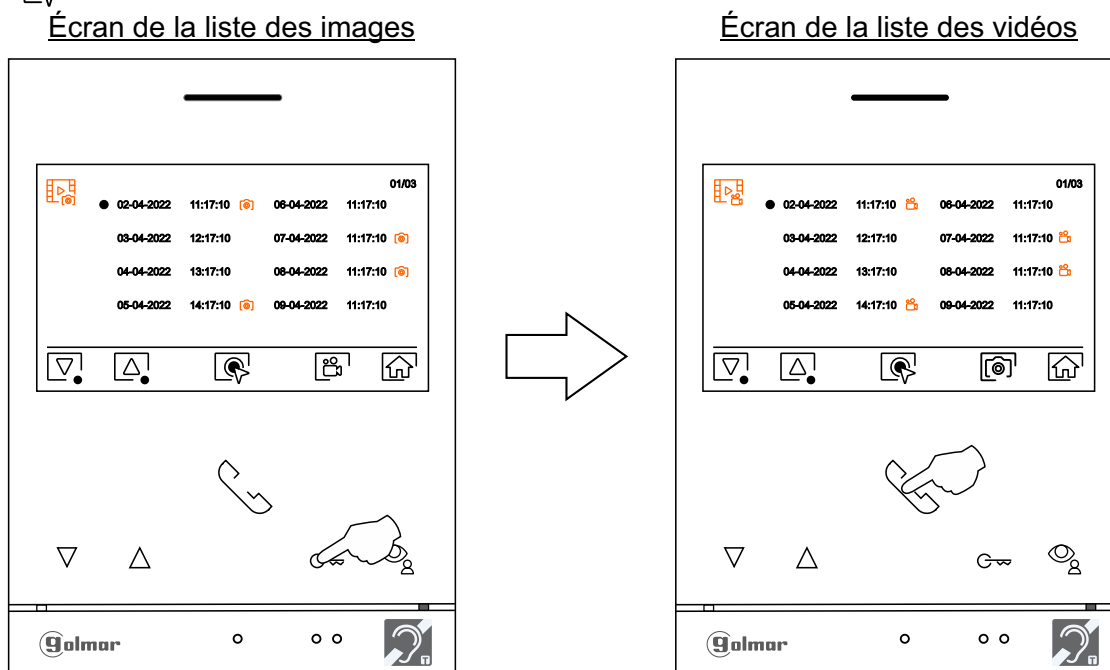 Écran de la liste des images
01/03
02-04-2022 11:17:10 06-04-2022 11:17:10
03-04-2022 12:17:10 07-04-2022 11:17:10
04-04-2022 13:17:10 08-04-2022 11:17:10
05-04-2022 14:17:10 09-04-2022 11:17:10
golmar
T
Écran de la liste des vidéos
01/03
02-04-2022 11:17:10 06-04-2022 11:17:10
03-04-2022 12:17:10 07-04-2022 11:17:10
04-04-2022 13:17:10 08-04-2022 11:17:10
05-04-2022 14:17:10 09-04-2022 11:17:10
golmar
T